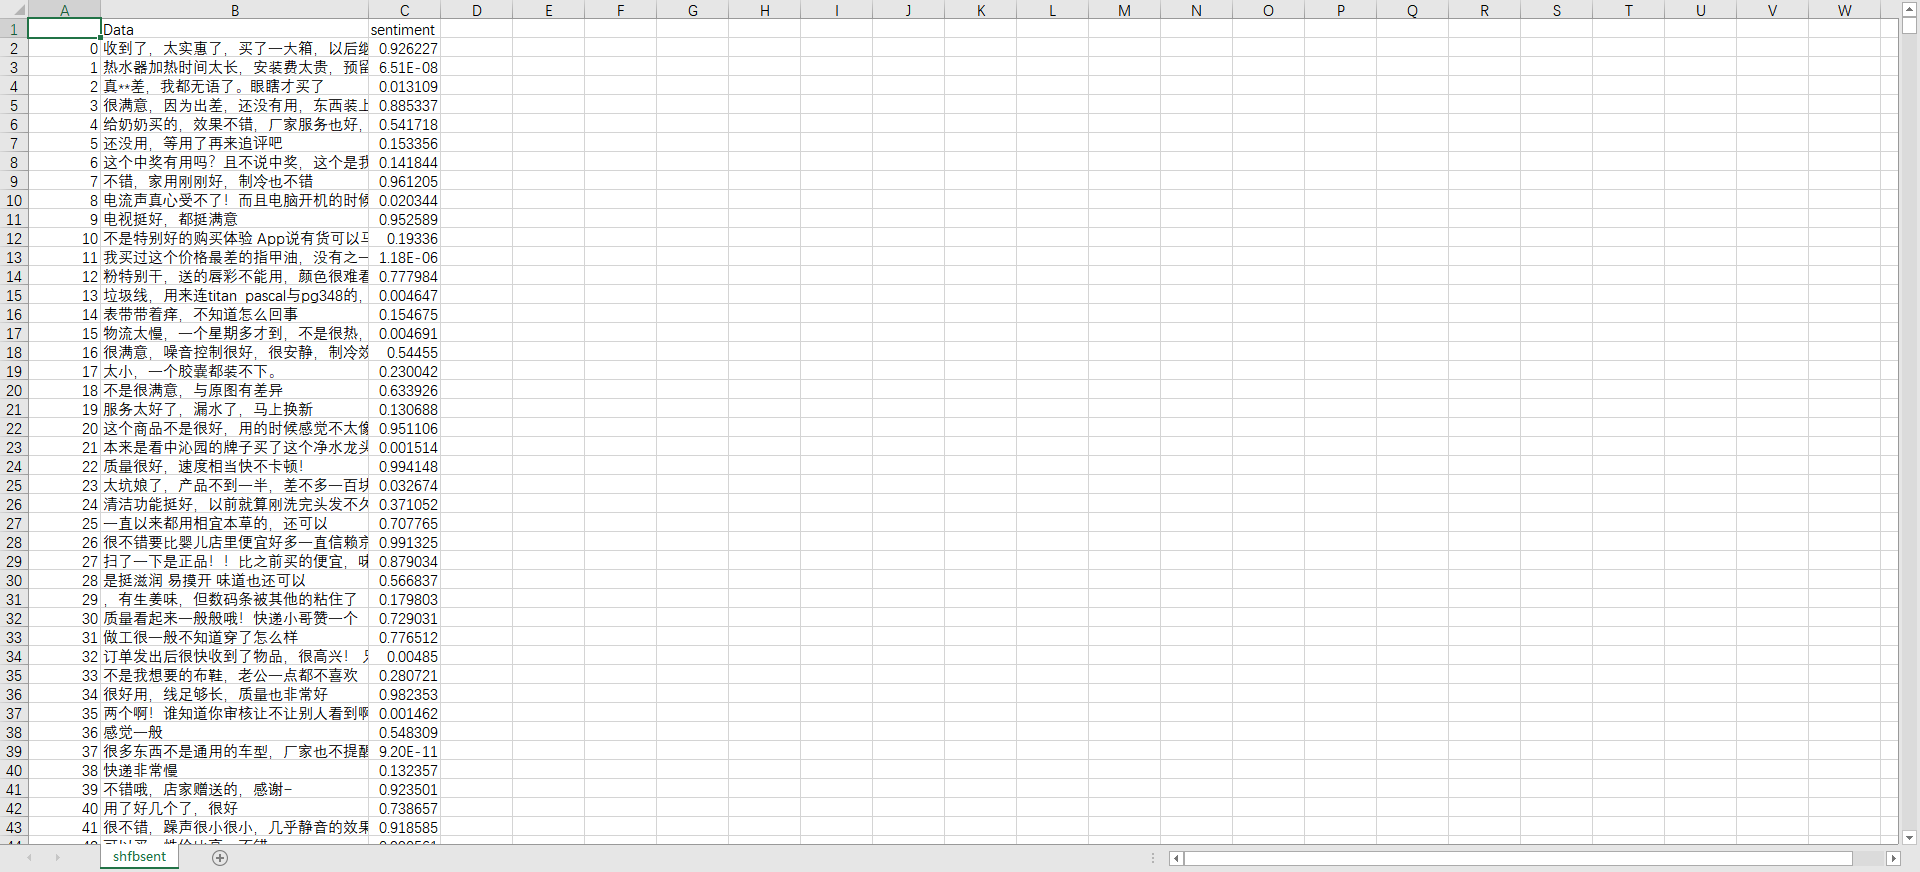 A B C D E F G H I J K L M N O P Q R S T U V W
1 Data sentiment
2 0 收到了，太实惠了，买了一大箱，以后继 0.926227
3 1 热水器加热时间太长，安装费太贵，预留 6.51E-08
4 2 真**差，我都无语了。眼瞎才买了 0.013109
5 3 很满意，因为出差，还没有用，东西装上 0.885337
6 4 给奶奶买的，效果不错，厂家服务也好， 0.541718
7 5 还没用，等用了再来追评吧 0.153356
8 6 这个中奖有用吗？且不说中奖，这个是我 0.141844
9 7 不错，家用刚刚好，制冷也不错 0.961205
10 8 电流声真心受不了！而且电脑开机的时候 0.020344
11 9 电视挺好，都挺满意 0.952589
12 10 不是特别好的购买体验 App说有货可以马 0.19336
13 11 我买过这个价格最差的指甲油，没有之一 1.18E-06
14 12 粉特别干，送的唇彩不能用，颜色很难看 0.777984
15 13 垃圾线，用来连titan pascal与pg348的， 0.004647
16 14 表带带着痒，不知道怎么回事 0.154675
17 15 物流太慢，一个星期多才到，不是很热， 0.004691
18 16 很满意，噪音控制很好，很安静，制冷效 0.54455
19 17 太小，一个胶囊都装不下。 0.230042
20 18 不是很满意，与原图有差异 0.633926
21 19 服务太好了，漏水了，马上换新 0.130688
22 20 这个商品不是很好，用的时候感觉不太像 0.951106
23 21 本来是看中沁园的牌子买了这个净水龙头 0.001514
24 22 质量很好，速度相当快不卡顿！ 0.994148
25 23 太坑娘了，产品不到一半，差不多一百块 0.032674
26 24 清洁功能挺好，以前就算刚洗完头发不久 0.371052
27 25 一直以来都用相宜本草的，还可以 0.707765
28 26 很不错要比婴儿店里便宜好多一直信赖京 0.991325
29 27 扫了一下是正品！！比之前买的便宜，味 0.879034
30 28 是挺滋润 易摸开 味道也还可以 0.566837
31 29 ，有生姜味，但数码条被其他的粘住了 0.179803
32 30 质量看起来一般般哦！快递小哥赞一个 0.729031
33 31 做工很一般不知道穿了怎么样 0.776512
34 32 订单发出后很快收到了物品，很高兴！ 0.00485
35 33 不是我想要的布鞋，老公一点都不喜欢 0.280721
36 34 很好用，线足够长，质量也非常好 0.982353
37 35 两个啊！谁知道你审核让不让别人看到啊 0.001462
38 36 感觉一般 0.548309
39 37 很多东西不是通用的车型，厂家也不提醒 9.20E-11
40 38 快递非常慢 0.132357
41 39 不错哦，店家赠送的，感谢~ 0.923501
42 40 用了好几个了，很好 0.738657
43 41 很不错，躁声很小很小，几乎静音的效果 0.918585
shfbsent